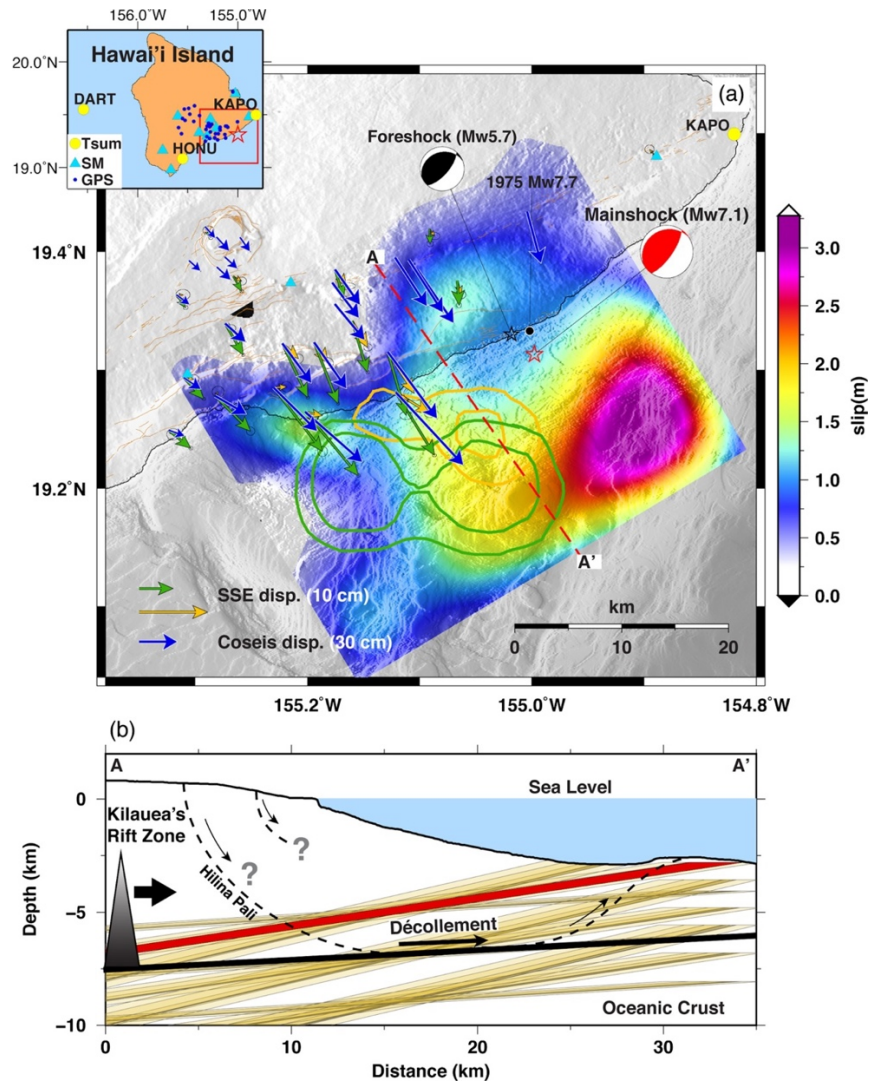 156.0°W
155.0°W
20.0°N
19.0°N
Hawai'i Island
DART
KAPO
HONU
Tsum
SM
GPS
(a)
KAPO
Foreshock (Mw5.7)
1975 Mw7.7
Mainshock (Mw7.1)
19.4°
19.2°
A
A'
SSE disp. (10 cm)
Coseis disp. (30 cm)
km
0
10
20
155.2°W
155.0°W
154.8°W
3.0
2.5
2.0
1.5
1.0
0.5
0.0
slip(m)
(b)
A
A'
Sea Level
Kilauea's
Rift Zone
Hilina Pali
?
?
Décollement
Oceanic Crust
0
−5
−10
Depth (km)
0
10
20
30
Distance (km)